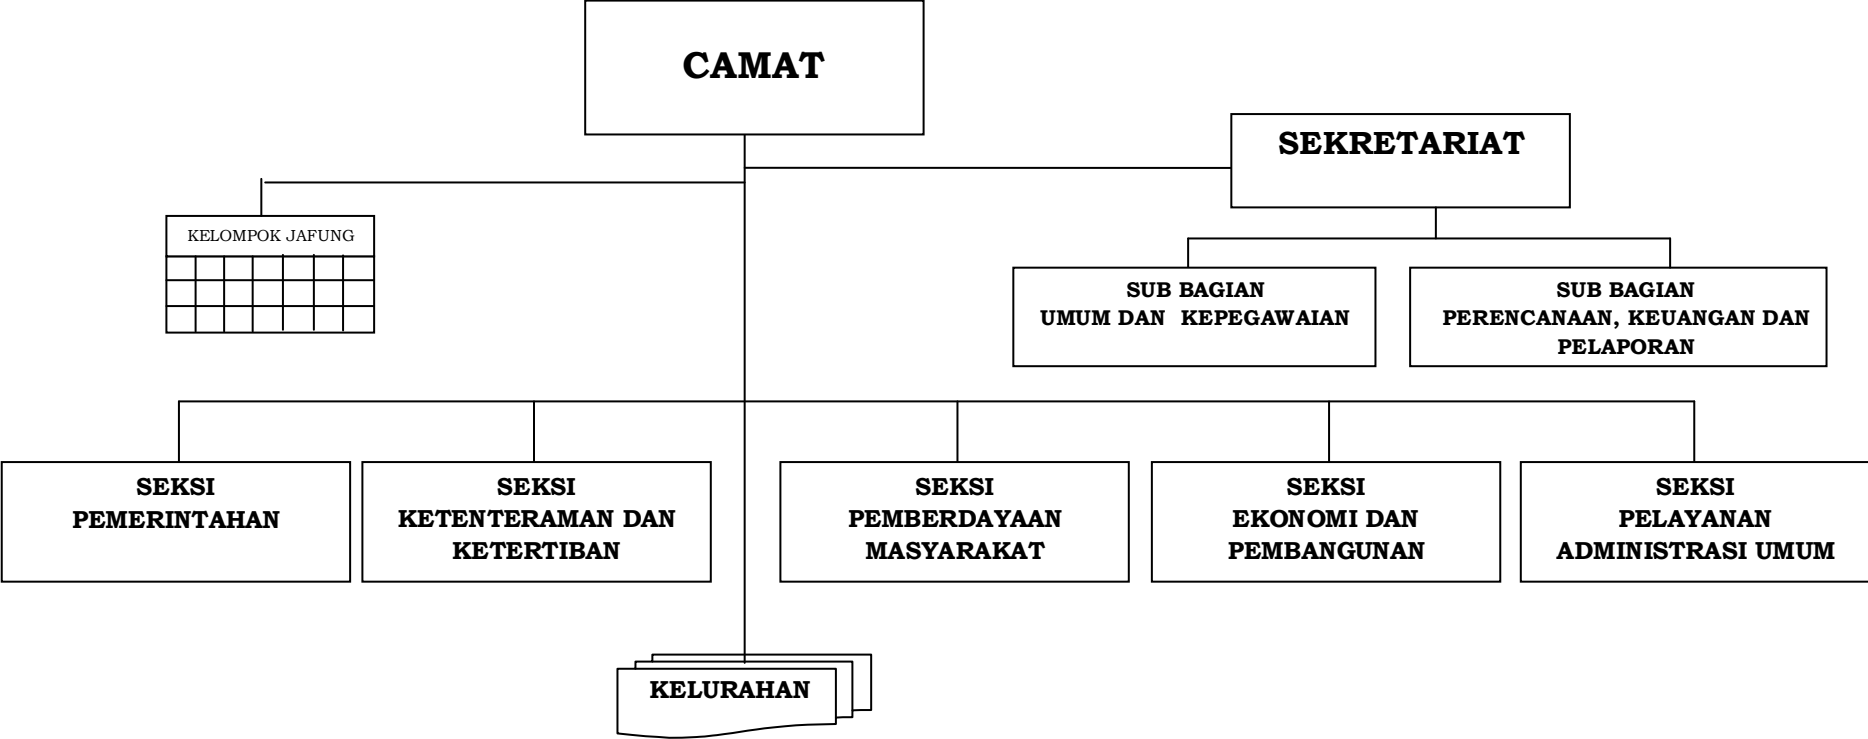 CAMAT
SEKRETARIAT
KELOMPOK JAFUNG
SUB BAGIAN
UMUM DAN KEPEGAWAIAN
SUB BAGIAN
PERENCANAAN, KEUANGAN DAN
PELAPORAN
SEKSI
PEMERINTAHAN
SEKSI
KETENTERAMAN DAN
KETERTIBAN
SEKSI
PEMBERDAYAAN
MASYARAKAT
SEKSI
EKONOMI DAN
PEMBANGUNAN
SEKSI
PELAYANAN
ADMINISTRASI UMUM
KELURAHAN